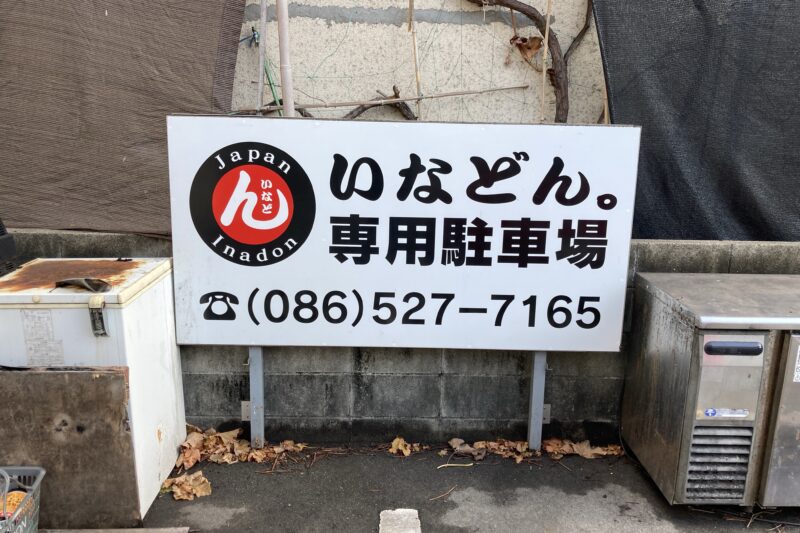 Japan
いなど
ん
Inadon
いなどん。
専用駐車場
☎(086)527-7165